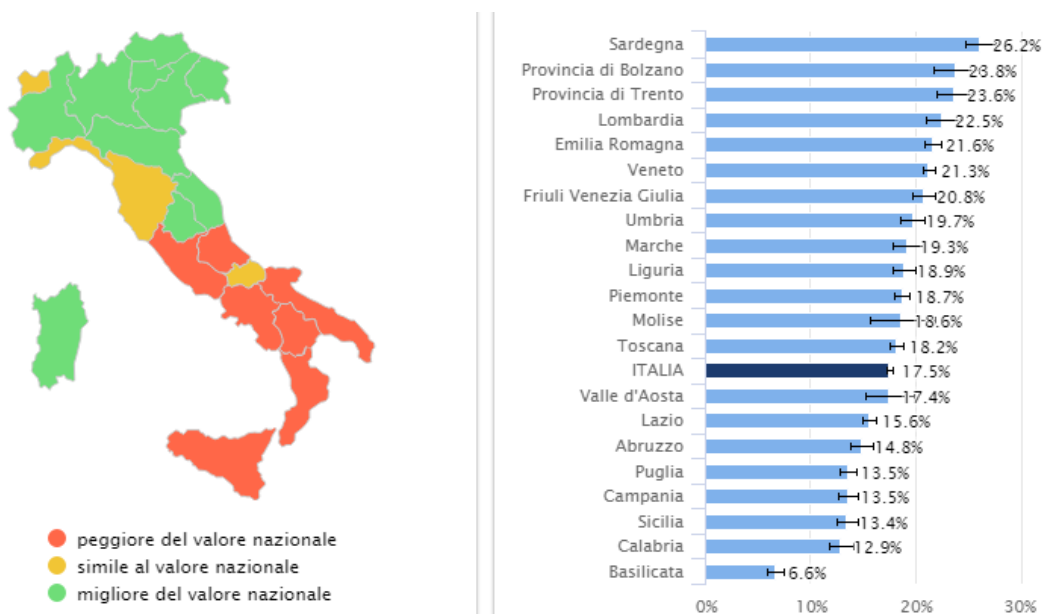 peggiore del valore nazionale
simile al valore nazionale
migliore del valore nazionale
Sardegna 26.2%
Provincia di Bolzano 23.8%
Provincia di Trento 23.6%
Lombardia 22.5%
Emilia Romagna 21.6%
Veneto 21.3%
Friuli Venezia Giulia 20.8%
Umbria 19.7%
Marche 19.3%
Liguria 18.9%
Piemonte 18.7%
Molise 18.6%
Toscana 18.2%
ITALIA 17.5%
Valle d'Aosta 17.4%
Lazio 15.6%
Abruzzo 14.8%
Puglia 13.5%
Campania 13.5%
Sicilia 13.4%
Calabria 12.9%
Basilicata 6.6%
0% 10% 20% 30%